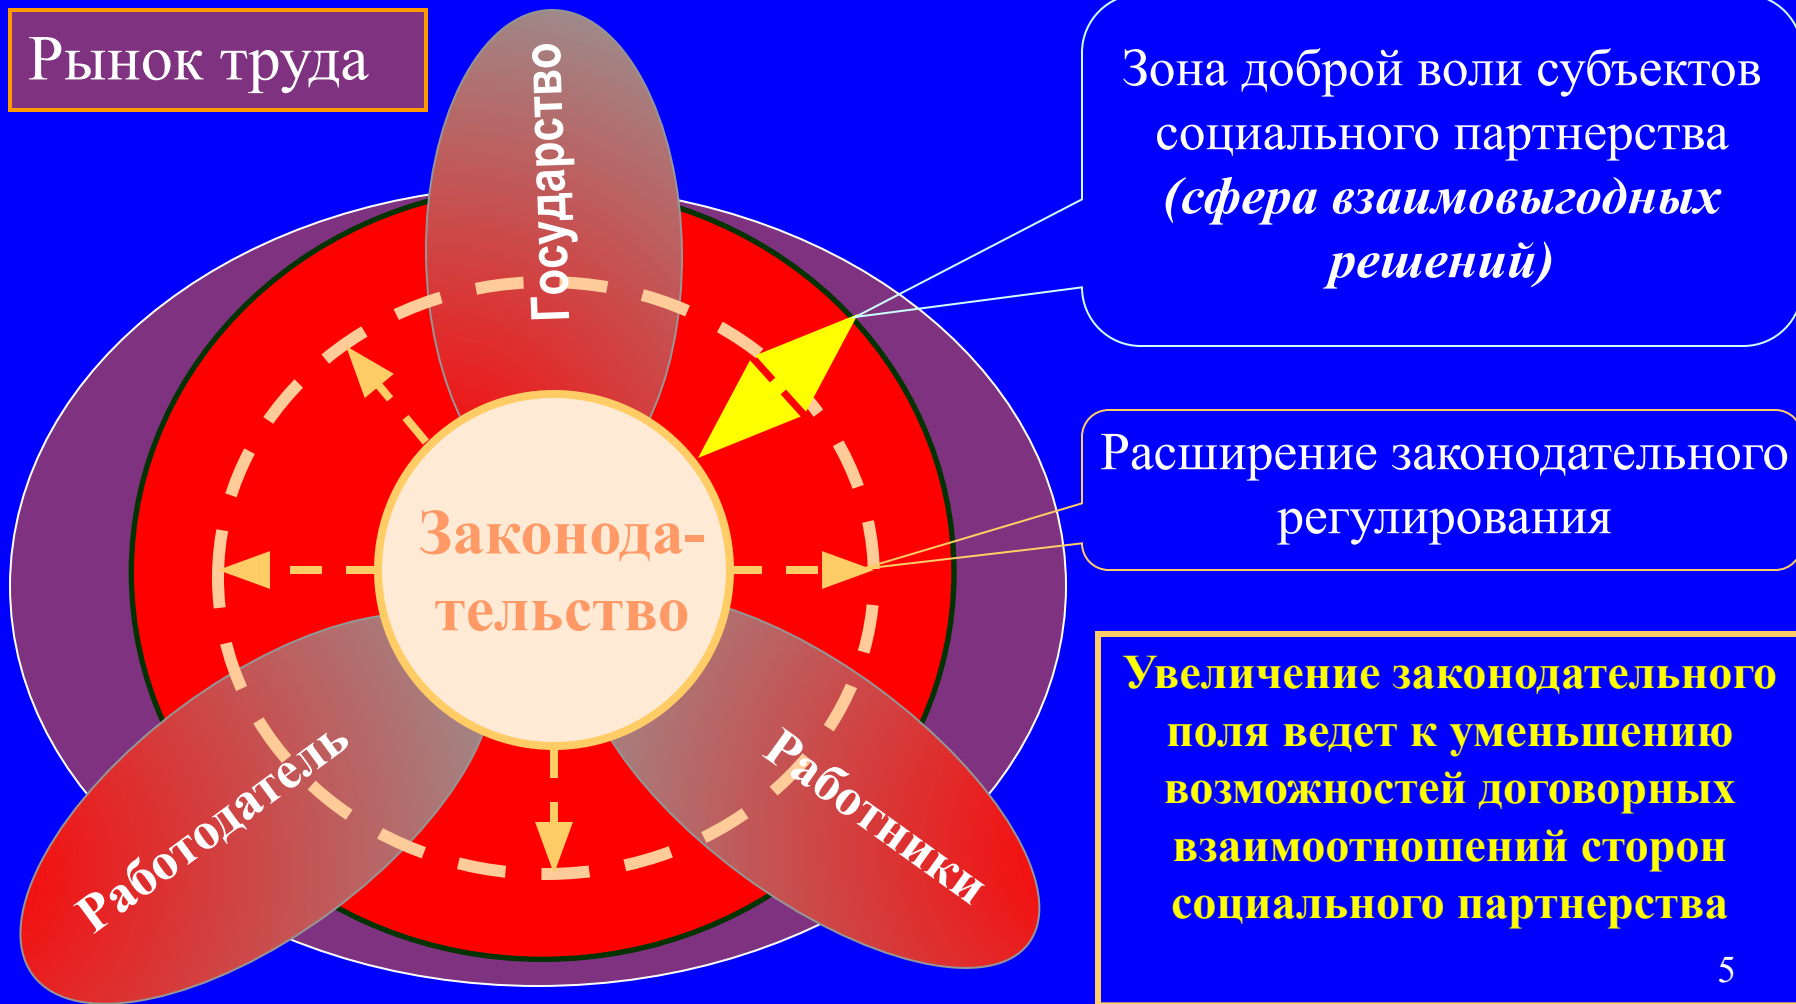 Рынок труда
Государство
Зона доброй воли субъектов
социального партнерства
(сфера взаимовыгодных
решений)
Расширение законодательного
регулирования
Законода-
тельство
Работодатель
Работники
Увеличение законодательного
поля ведет к уменьшению
возможностей договорных
взаимоотношений сторон
социального партнерства
5